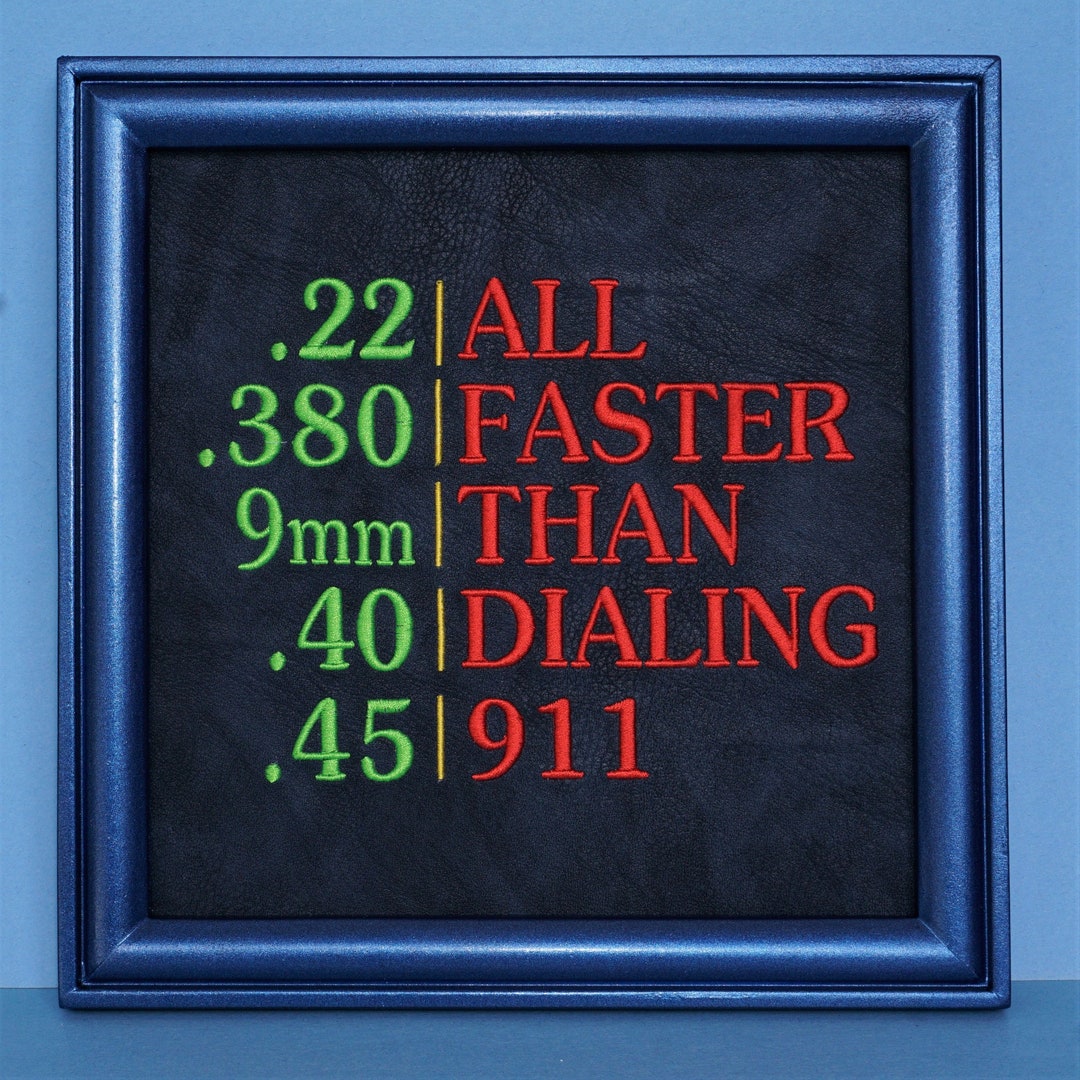 .22 | ALL
.380 | FASTER
9mm | THAN
.40 | DIALING
.45 | 911